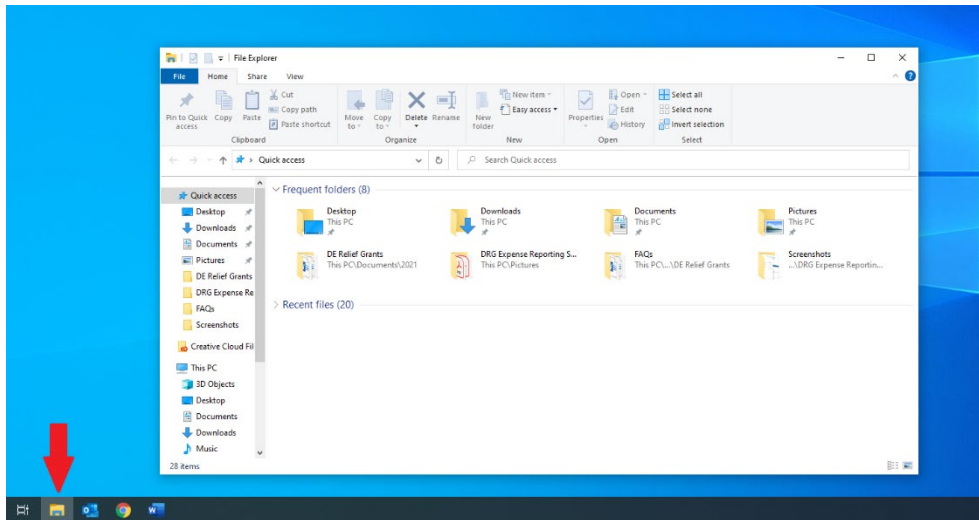 File Explorer
File Home Share View
Pin to Quick access
Copy
Paste
Cut
Copy path
Paste shortcut
Clipboard
Move to
Copy to
Delete
Rename
Organize
New folder
New item
Easy access
New
Properties
Open
Edit
History
Open
Select all
Select none
Invert selection
Select
Quick access
Search Quick access
Quick access
Desktop
Downloads
Documents
Pictures
DE Relief Grants
DRG Expense Re
FAQs
Screenshots
Creative Cloud Fil
This PC
3D Objects
Desktop
Documents
Downloads
Music
Frequent folders (8)
Desktop
This PC
Downloads
This PC
Documents
This PC
Pictures
This PC
DE Relief Grants
This PC\Documents\2021
DRG Expense Reporting S...
This PC\Pictures
FAQs
This PC\...\DE Relief Grants
Screenshots
...\DRG Expense Reportin...
Recent files (20)
28 items